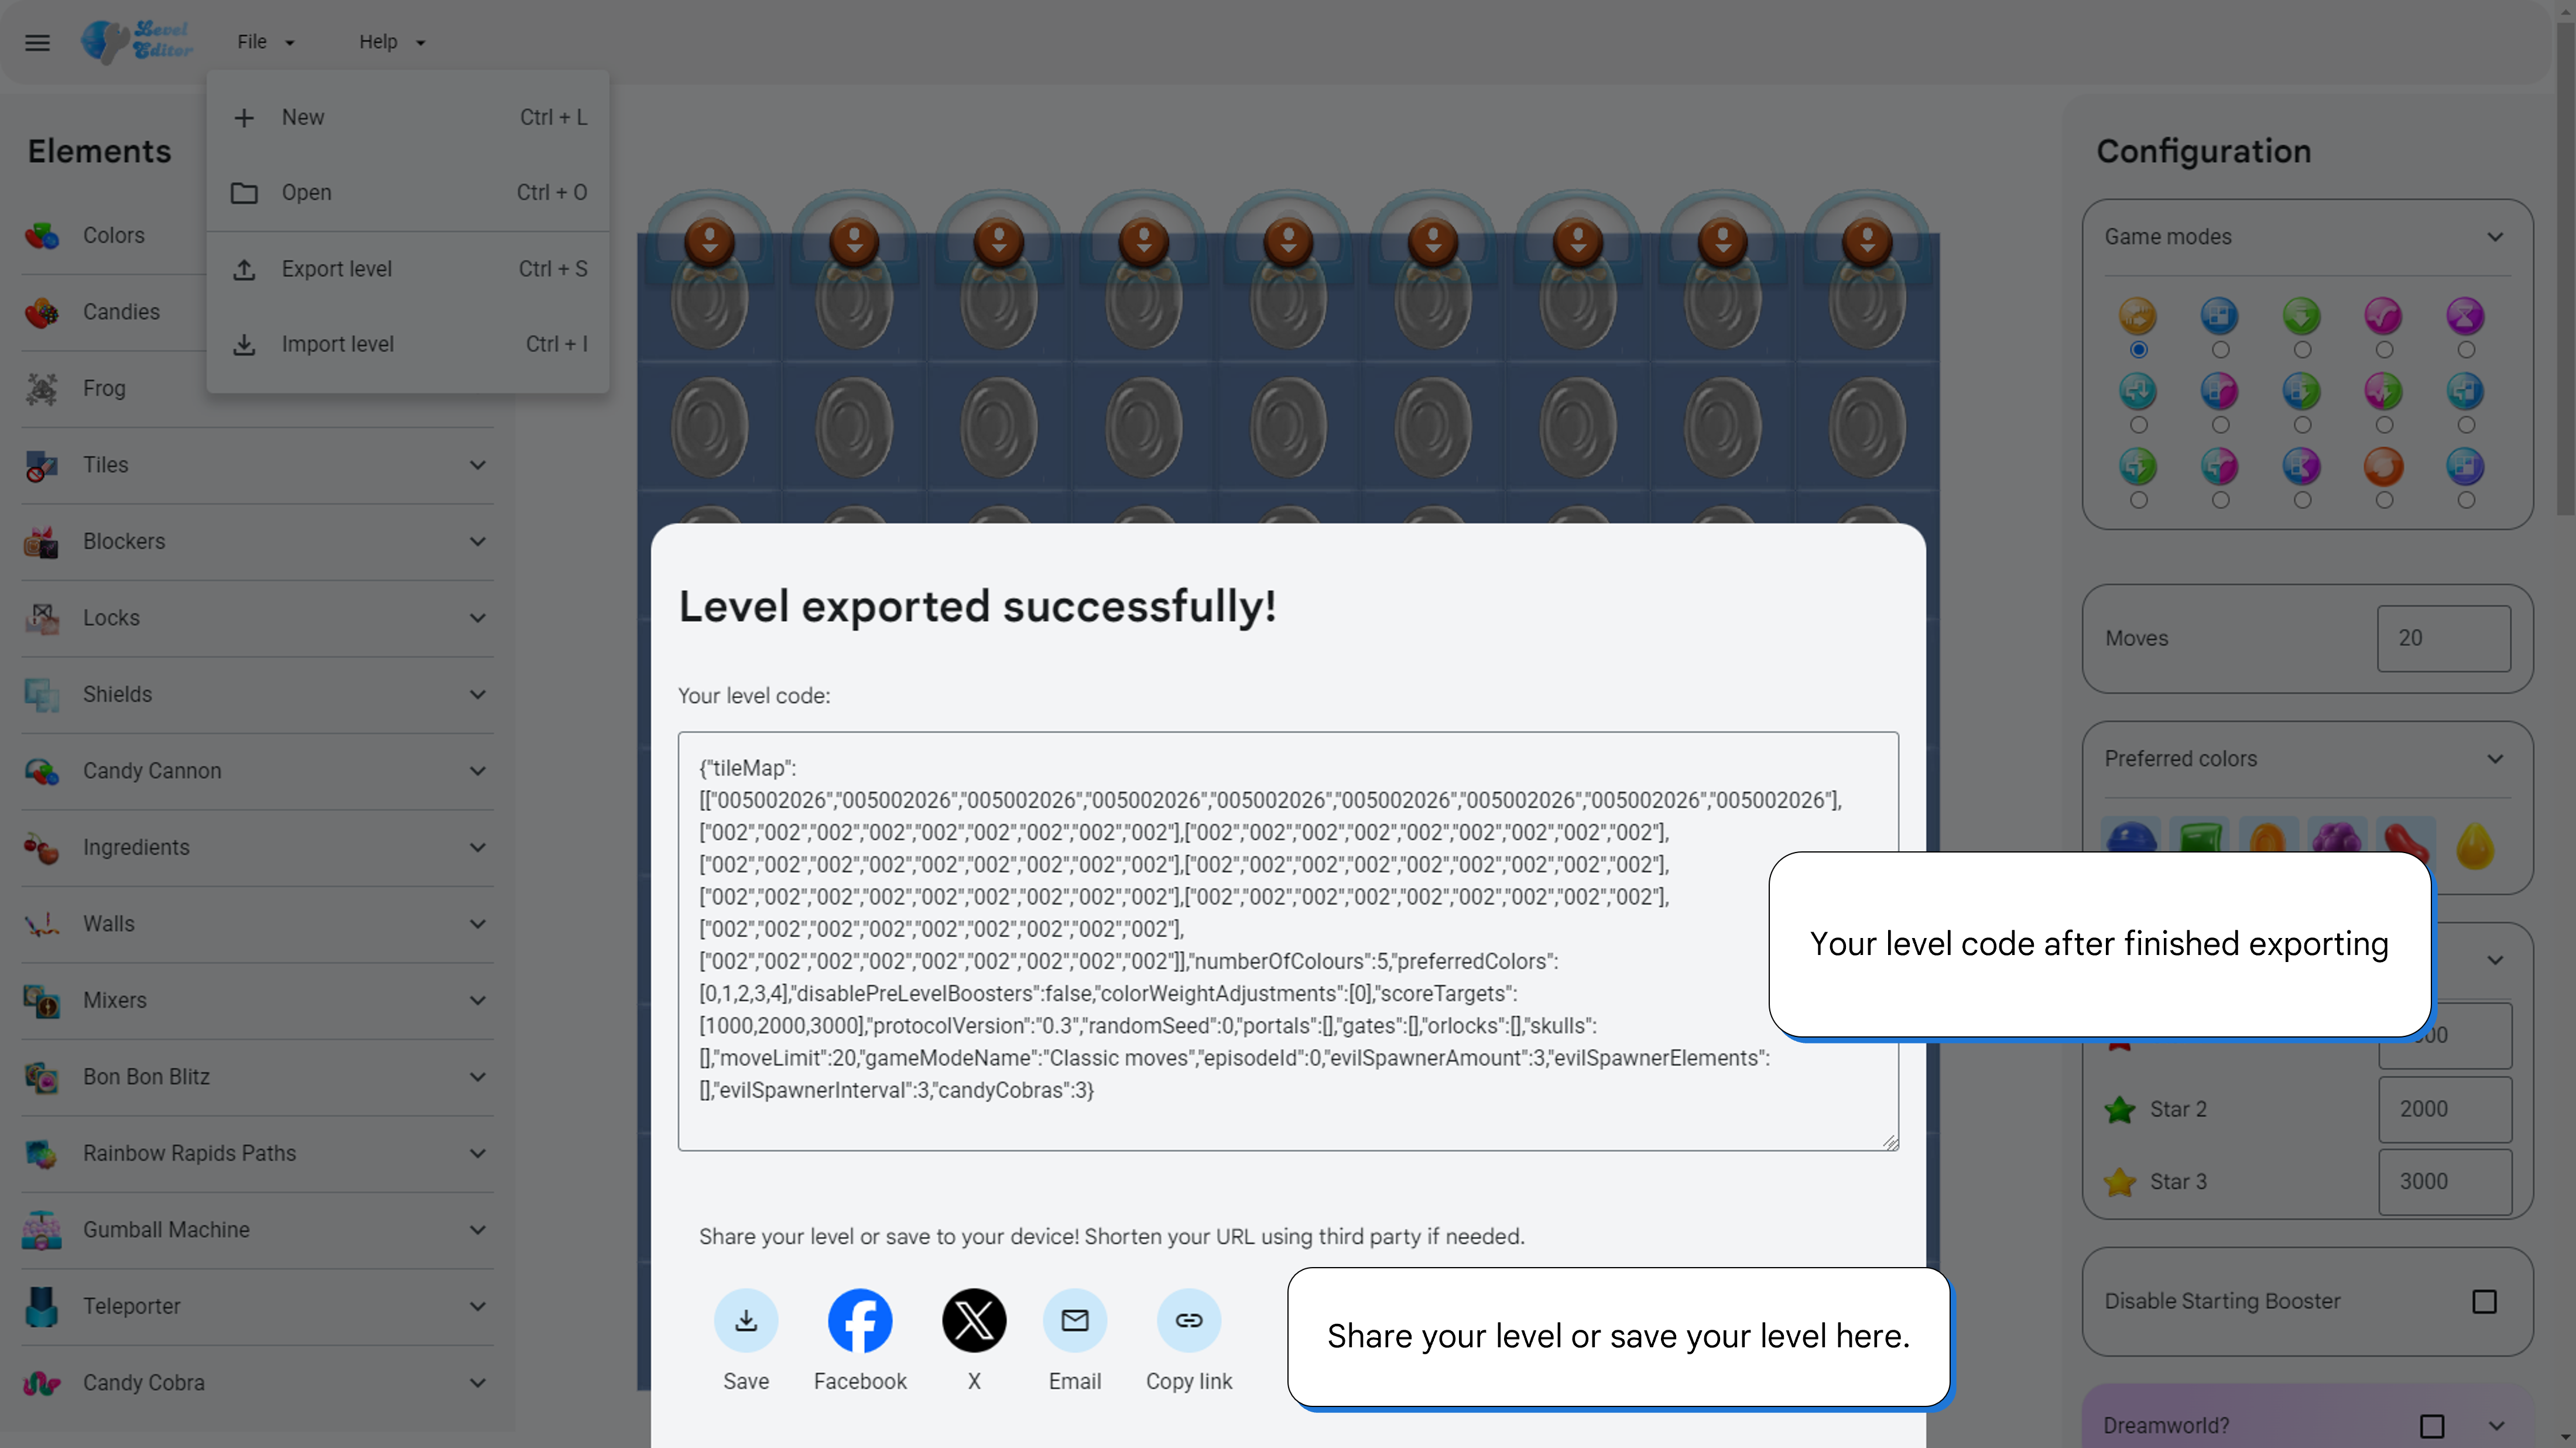 Level
Editor
File
Help
New Ctrl + L
Open Ctrl + O
Export level Ctrl + S
Import level Ctrl + I
Elements
Colors
Candies
Frog
Tiles
Blockers
Locks
Shields
Candy Cannon
Ingredients
Walls
Mixers
Bon Bon Blitz
Rainbow Rapids Paths
Gumball Machine
Teleporter
Candy Cobra
Level exported successfully!
Your level code:
{"tileMap":
[["005002026","005002026","005002026","005002026","005002026","005002026","005002026","005002026","005002026"],
["002","002","002","002","002","002","002","002","002"],["002","002","002","002","002","002","002","002","002"],
["002","002","002","002","002","002","002","002","002"],["002","002","002","002","002","002","002","002","002"],
["002","002","002","002","002","002","002","002","002"],["002","002","002","002","002","002","002","002","002"],
["002","002","002","002","002","002","002","002","002"],
["002","002","002","002","002","002","002","002","002"]],"numberOfColours":5,"preferredColors":
[0,1,2,3,4],"disablePreLevelBoosters":false,"colorWeightAdjustments":[0],"scoreTargets":
[1000,2000,3000],"protocolVersion":"0.3","randomSeed":0,"portals":[],"gates":[],"orlocks":[],"skulls":
[],"moveLimit":20,"gameModeName":"Classic moves","episodeId":0,"evilSpawnerAmount":3,"evilSpawnerElements":
[],"evilSpawnerInterval":3,"candyCobras":3}
Share your level or save to your device! Shorten your URL using third party if needed.
Save
Facebook
X
Email
Copy link
Your level code after finished exporting
Share your level or save your level here.
Configuration
Game modes
Moves 20
Preferred colors
Star 2 2000
Star 3 3000
Disable Starting Booster
Dreamworld?